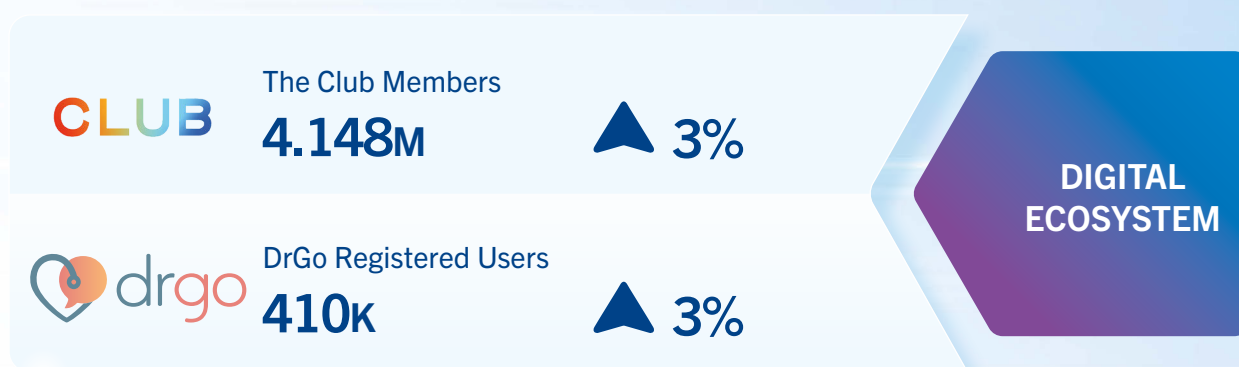 CLUB
The Club Members
4.148M
3%
drgo
DrGo Registered Users
410K
3%
DIGITAL
ECOSYSTEM